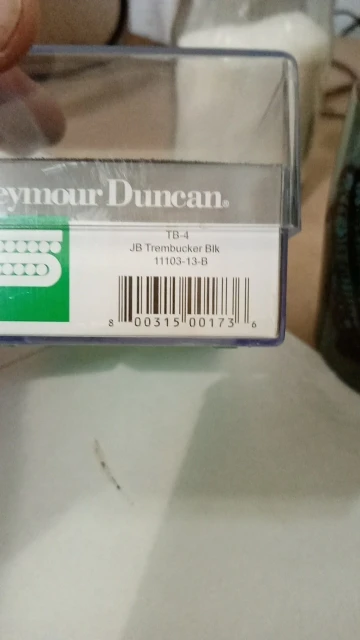 eymour Duncan®
TB-4
JB Trembucker Blk
11103-13-B
8 00315 00173 6